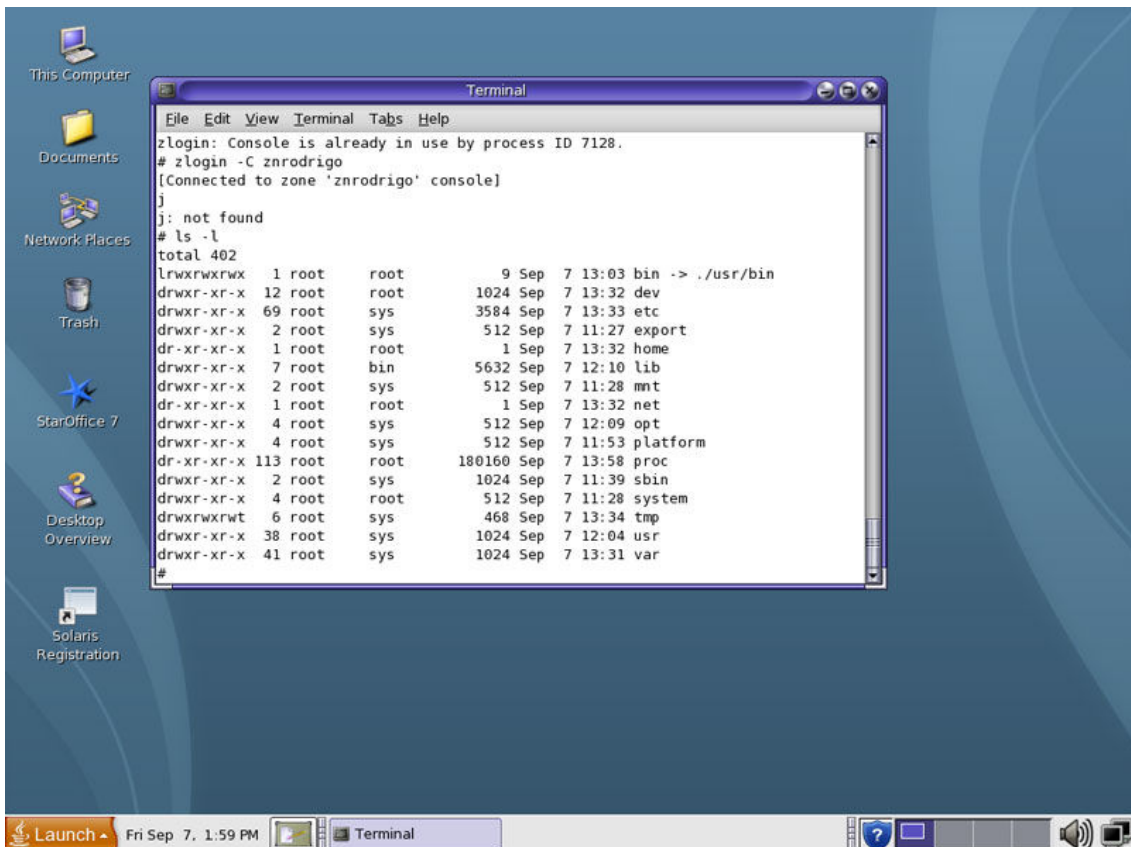 This Computer
Documents
Network Places
Trash
StarOffice 7
Desktop
Overview
Solaris
Registration
Terminal
File Edit View Terminal Tabs Help
zlogin: Console is already in use by process ID 7128.
# zlogin -C znrodrigo
[Connected to zone 'znrodrigo' console]
j
j: not found
# ls -l
total 402
lrwxrwxrwx   1 root     root           9 Sep  7 13:03 bin -> ./usr/bin
drwxr-xr-x  12 root     root        1024 Sep  7 13:32 dev
drwxr-xr-x  69 root     sys         3584 Sep  7 13:33 etc
drwxr-xr-x   2 root     sys          512 Sep  7 11:27 export
dr-xr-xr-x   1 root     root           1 Sep  7 13:32 home
drwxr-xr-x   7 root     bin         5632 Sep  7 12:10 lib
drwxr-xr-x   2 root     sys          512 Sep  7 11:28 mnt
dr-xr-xr-x   1 root     root           1 Sep  7 13:32 net
drwxr-xr-x   4 root     sys          512 Sep  7 12:09 opt
drwxr-xr-x   4 root     sys          512 Sep  7 11:53 platform
dr-xr-xr-x 113 root     root      180160 Sep  7 13:58 proc
drwxr-xr-x   2 root     sys         1024 Sep  7 11:39 sbin
drwxr-xr-x   4 root     root         512 Sep  7 11:28 system
drwxrwxrwt   6 root     sys          468 Sep  7 13:34 tmp
drwxr-xr-x  38 root     sys         1024 Sep  7 12:04 usr
drwxr-xr-x  41 root     sys         1024 Sep  7 13:31 var
#
Launch Fri Sep 7, 1:59 PM Terminal